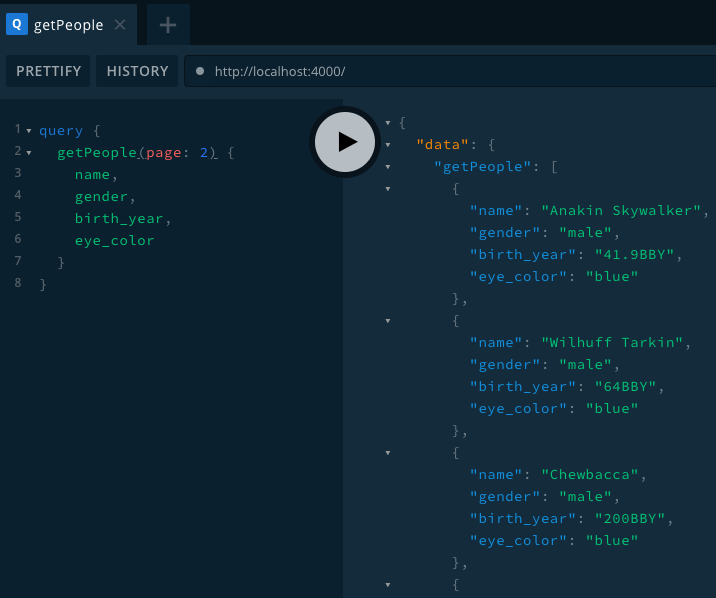 Q getPeople
PRETTIFY HISTORY http://localhost:4000/
1 query {
2 getPeople(page: 2) {
3 name,
4 gender,
5 birth_year,
6 eye_color
7 }
8 }
{
"data": {
"getPeople": [
{
"name": "Anakin Skywalker",
"gender": "male",
"birth_year": "41.9BBY",
"eye_color": "blue"
},
{
"name": "Wilhuff Tarkin",
"gender": "male",
"birth_year": "64BBY",
"eye_color": "blue"
},
{
"name": "Chewbacca",
"gender": "male",
"birth_year": "200BBY",
"eye_color": "blue"
},
{